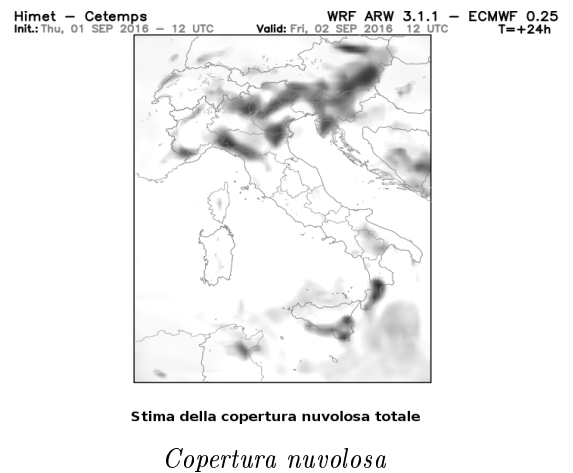 Himet – Cetemps WRF ARW 3.1.1 – ECMWF 0.25
Init.: Thu, 01 SEP 2016 – 12 UTC Valid: Fri, 02 SEP 2016 12 UTC T=+24h
Stima della copertura nuvolosa totale
Copertura nuvolosa